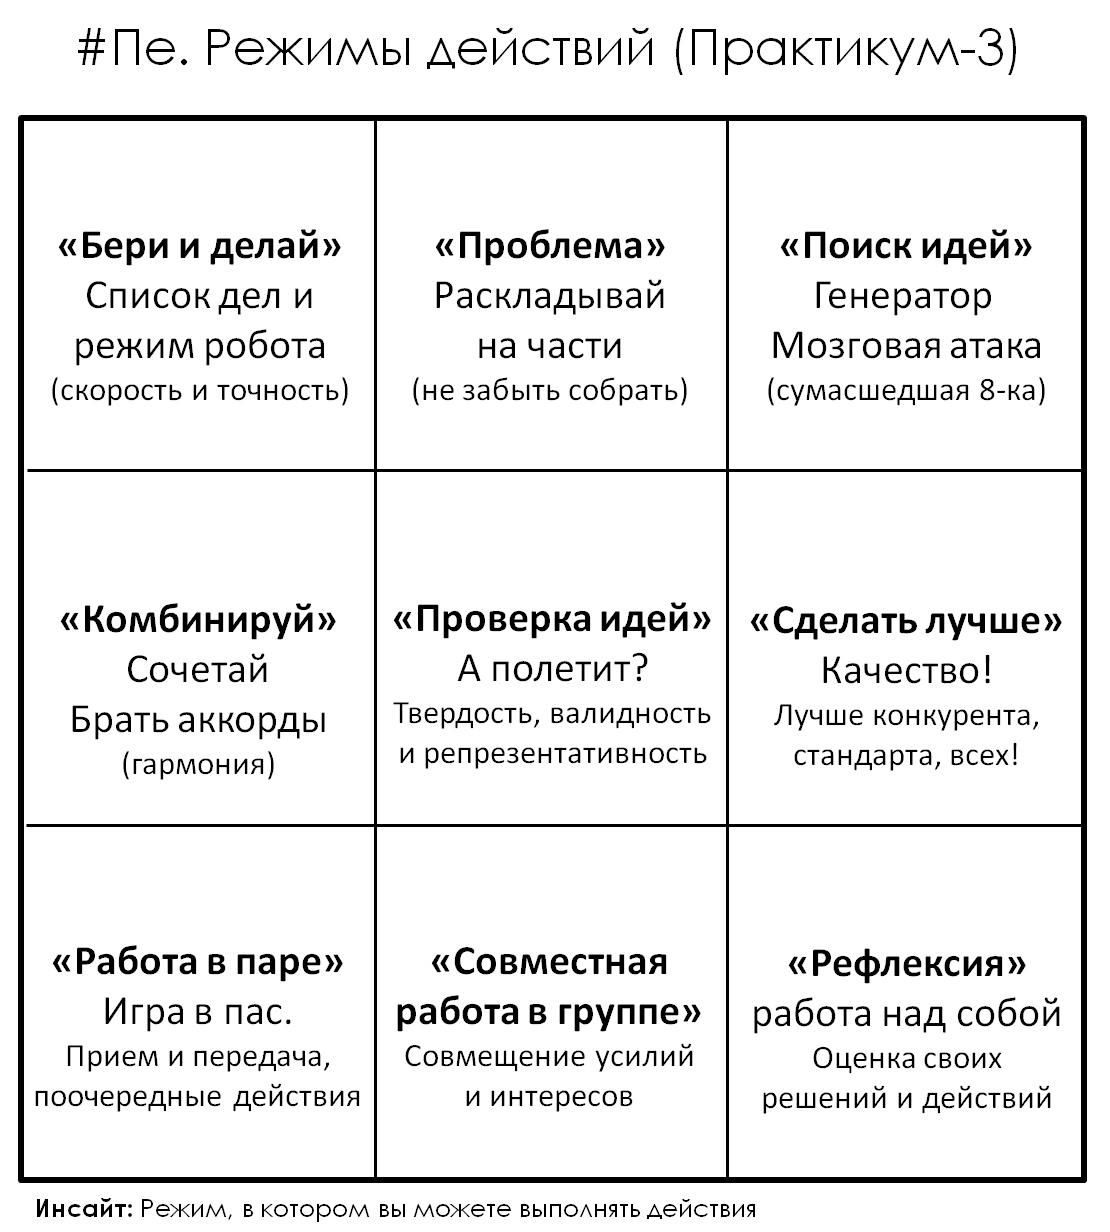 #Пе. Режимы действий (Практикум-3)
«Бери и делай»
Список дел и
режим робота
(скорость и точность)
«Проблема»
Раскладывай
на части
(не забыть собрать)
«Поиск идей»
Генератор
Мозговая атака
(сумасшедшая 8-ка)
«Комбинируй»
Сочетай
Брать аккорды
(гармония)
«Проверка идей»
А полетит?
Твердость, валидность
и репрезентативность
«Сделать лучше»
Качество!
Лучше конкурента,
стандарта, всех!
«Работа в паре»
Игра в пас.
Прием и передача,
поочередные действия
«Совместная
работа в группе»
Совмещение усилий
и интересов
«Рефлексия»
работа над собой
Оценка своих
решений и действий
Инсайт: Режим, в котором вы можете выполнять действия